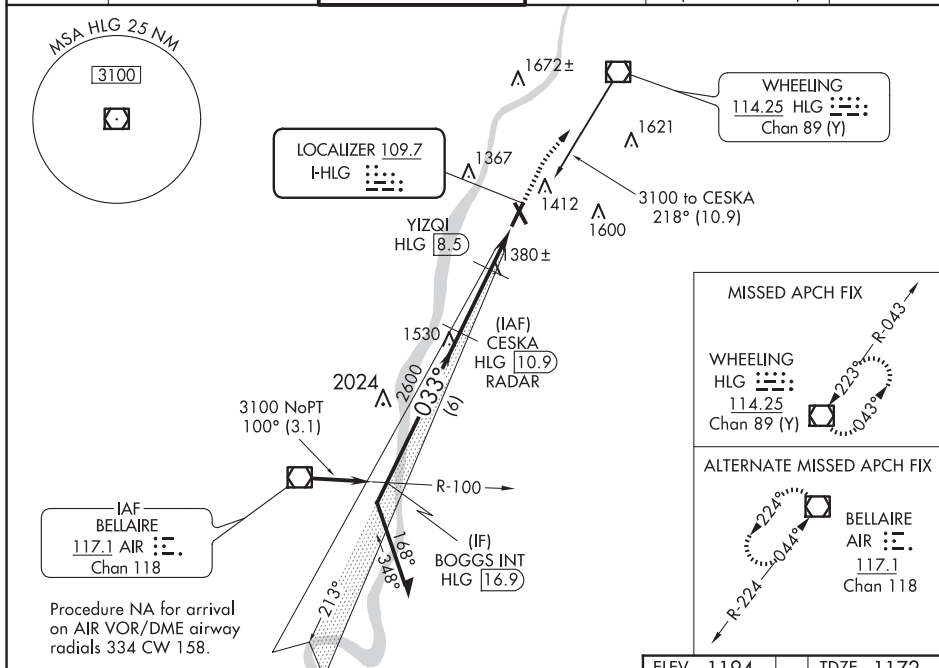 MSA HLG 25 NM
3100
1672±
WHEELING
114.25 HLG
Chan 89 (Y)
1621
LOCALIZER 109.7
I-HLG
1367
1412
3100 to CESKA
218° (10.9)
1600
YIZQI
HLG 8.5
1380±
(IAF)
CESKA
HLG 10.9
RADAR
1530
2600
033°
(6)
2024
3100 NoPT
100° (3.1)
R-100
IAF
BELLAIRE
117.1 AIR
Chan 118
(IF)
BOGGS INT
HLG 16.9
168°
348°
213°
Procedure NA for arrival
on AIR VOR/DME airway
radials 334 CW 158.
MISSED APCH FIX
R-043
WHEELING
HLG
114.25
Chan 89 (Y)
223°
043°
ALTERNATE MISSED APCH FIX
224°
044°
R-224
BELLAIRE
AIR
117.1
Chan 118
ELEV 1194
TDZE 1172